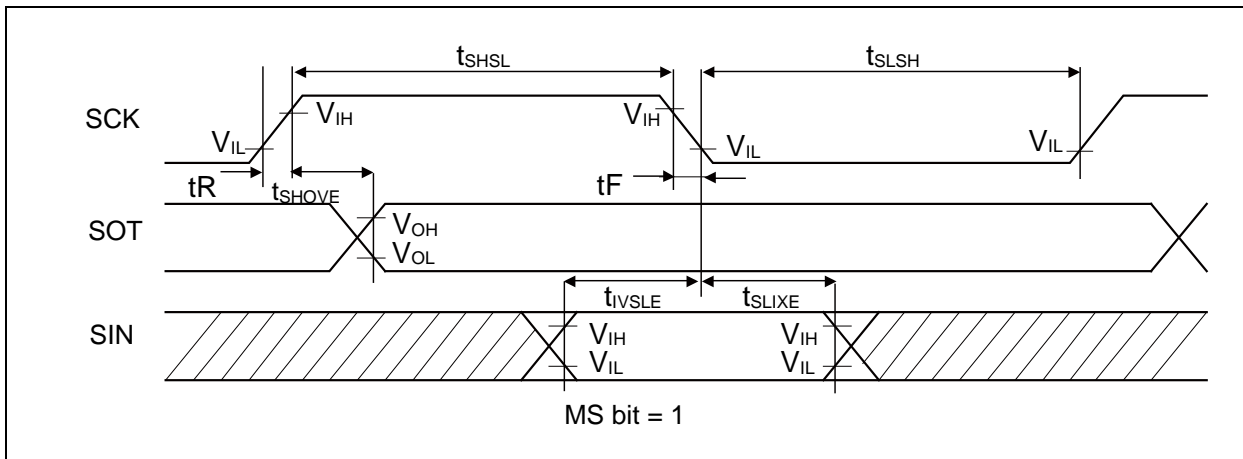 tSHSL
tSLSH
SCK
VIH
VIH
VIL
VIL
VIL
tR
tSHOVE
tF
SOT
VOH
VOL
tIVSLE
tSLIXE
SIN
VIH
VIH
VIL
VIL
MS bit = 1